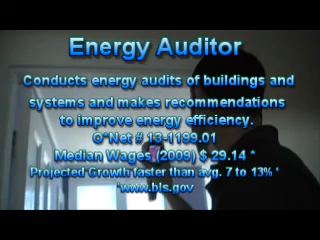 Energy Auditor
Conducts energy audits of buildings and
systems and makes recommendations
to improve energy efficiency.
O*Net # 13-1199.01
Median Wages (2009) $ 29.14 *
Projected Growth faster than avg. 7 to 13% *
*www.bls.gov